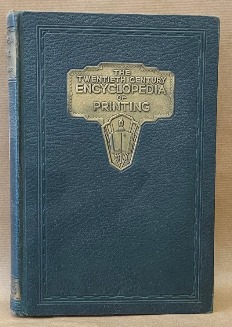 THE
TWENTIETH CENTURY
ENCYCLOPEDIA
OF
PRINTING